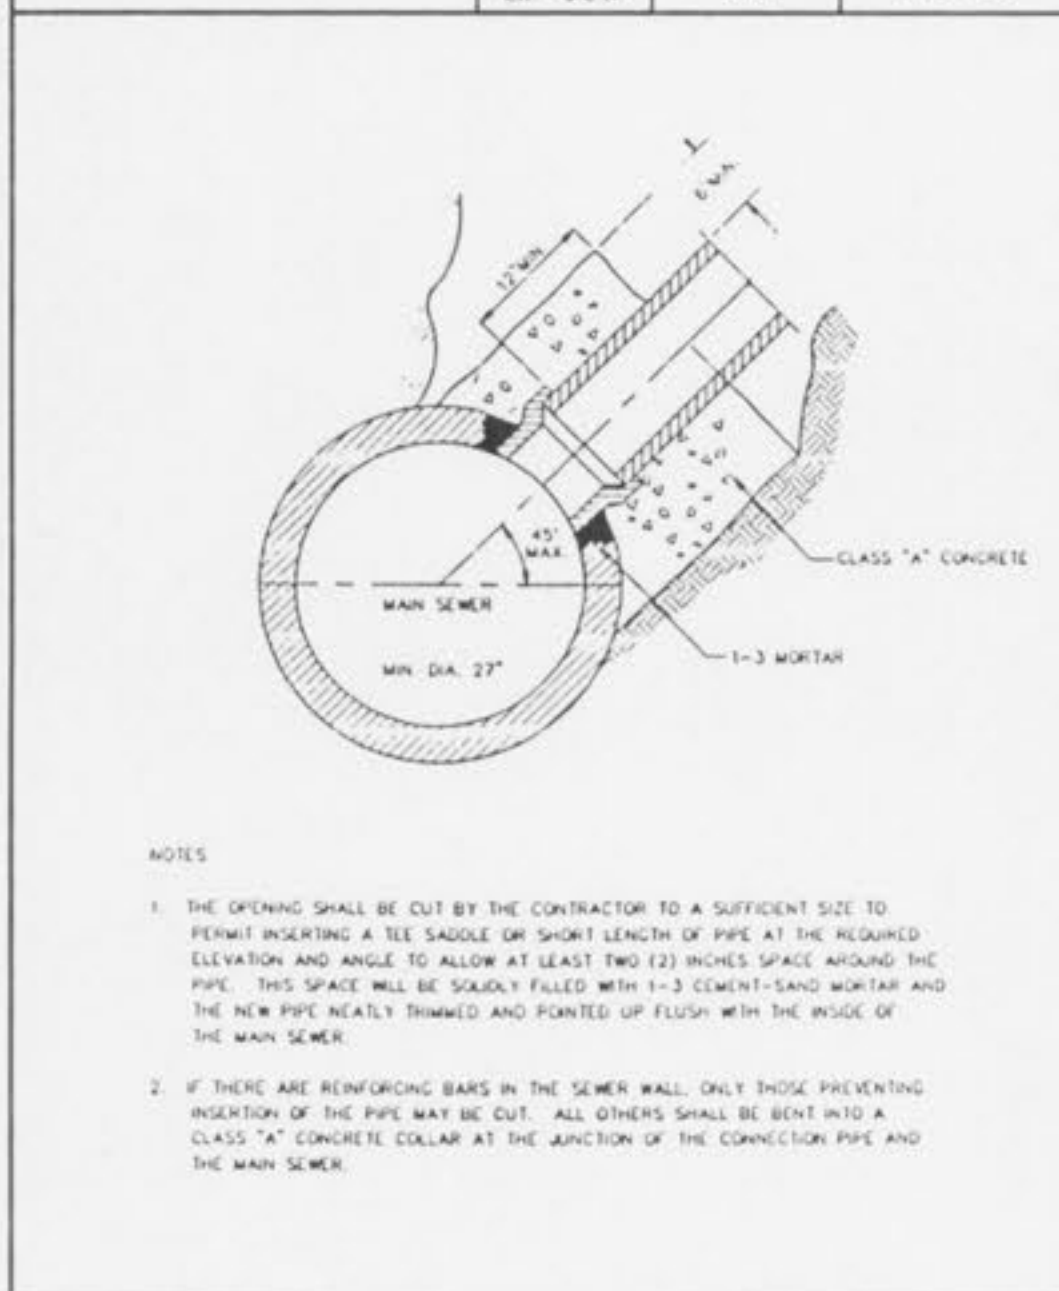 12" MIN
45°
MAX.
MAIN SEWER
MIN. DIA. 27"
CLASS "A" CONCRETE
1-3 MORTAR
NOTES
1. THE OPENING SHALL BE CUT BY THE CONTRACTOR TO A SUFFICIENT SIZE TO
PERMIT INSERTING A TEE SADDLE OR SHORT LENGTH OF PIPE AT THE REQUIRED
ELEVATION AND ANGLE TO ALLOW AT LEAST TWO (2) INCHES SPACE AROUND THE
PIPE. THIS SPACE WILL BE SOLIDLY FILLED WITH 1-3 CEMENT-SAND MORTAR AND
THE NEW PIPE NEATLY TRIMMED AND POINTED UP FLUSH WITH THE INSIDE OF
THE MAIN SEWER.
2. IF THERE ARE REINFORCING BARS IN THE SEWER WALL, ONLY THOSE PREVENTING
INSERTION OF THE PIPE MAY BE CUT. ALL OTHERS SHALL BE BENT INTO A
CLASS "A" CONCRETE COLLAR AT THE JUNCTION OF THE CONNECTION PIPE AND
THE MAIN SEWER.